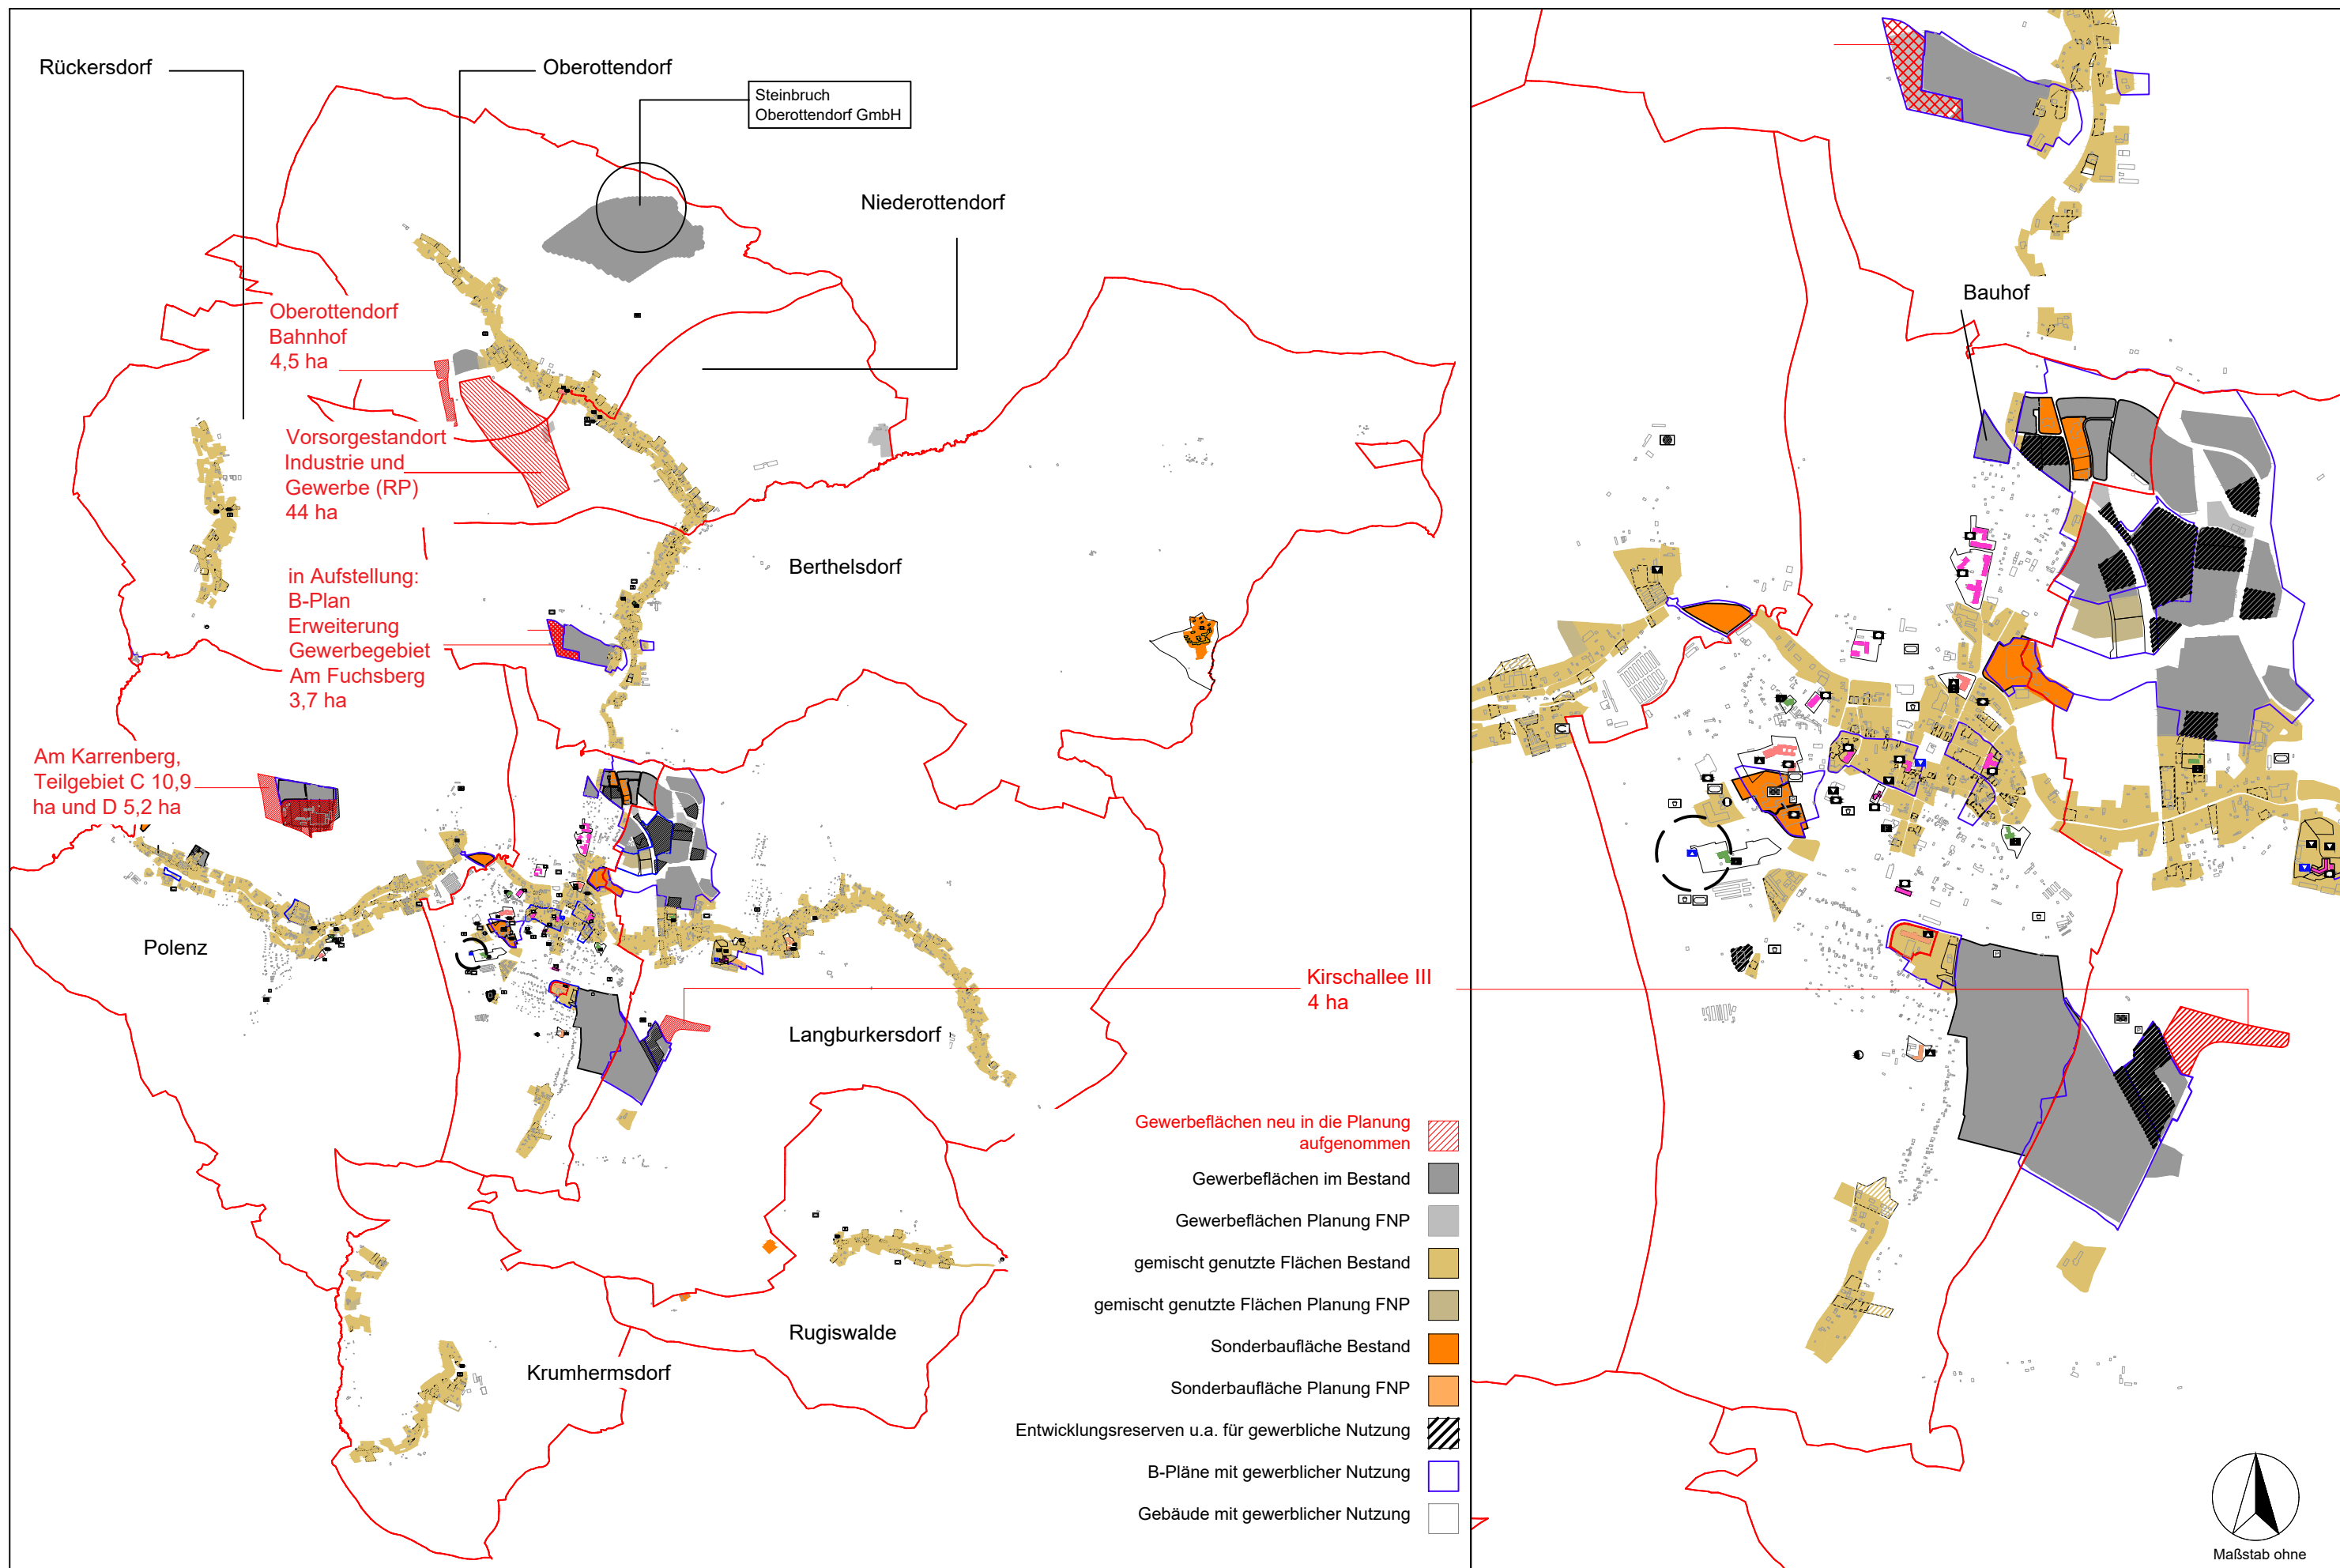 Rückersdorf
Oberottendorf
Steinbruch
Oberottendorf GmbH
Niederottendorf
Bauhof
Oberottendorf
Bahnhof
4,5 ha
Vorsorgestandort
Industrie und
Gewerbe (RP)
44 ha
Berthelsdorf
in Aufstellung:
B-Plan
Erweiterung
Gewerbegebiet
Am Fuchsberg
3,7 ha
Am Karrenberg,
Teilgebiet C 10,9
ha und D 5,2 ha
Polenz
Kirschallee III
4 ha
Langburkersdorf
Rugiswalde
Krumhermsdorf
Gewerbeflächen neu in die Planung
aufgenommen
Gewerbeflächen im Bestand
Gewerbeflächen Planung FNP
gemischt genutzte Flächen Bestand
gemischt genutzte Flächen Planung FNP
Sonderbaufläche Bestand
Sonderbaufläche Planung FNP
Entwicklungsreserven u.a. für gewerbliche Nutzung
B-Pläne mit gewerblicher Nutzung
Gebäude mit gewerblicher Nutzung
Maßstab ohne